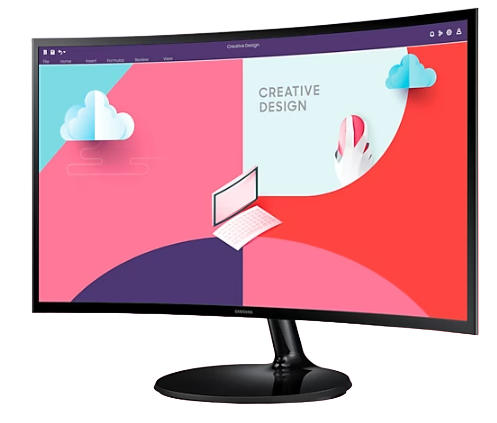 Creative Design
File Home Insert Formulas Review View
CREATIVE
DESIGN
SAMSUNG